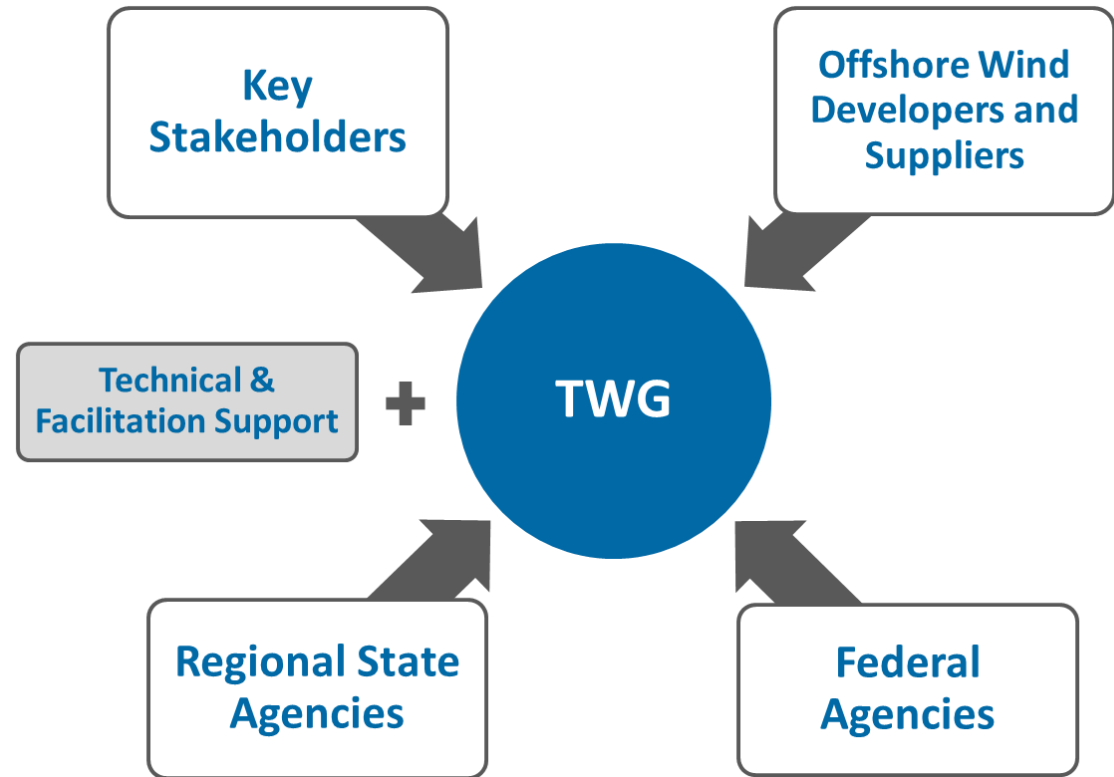 Key
Stakeholders
Offshore Wind
Developers and
Suppliers
Technical &
Facilitation Support
+
TWG
Regional State
Agencies
Federal
Agencies